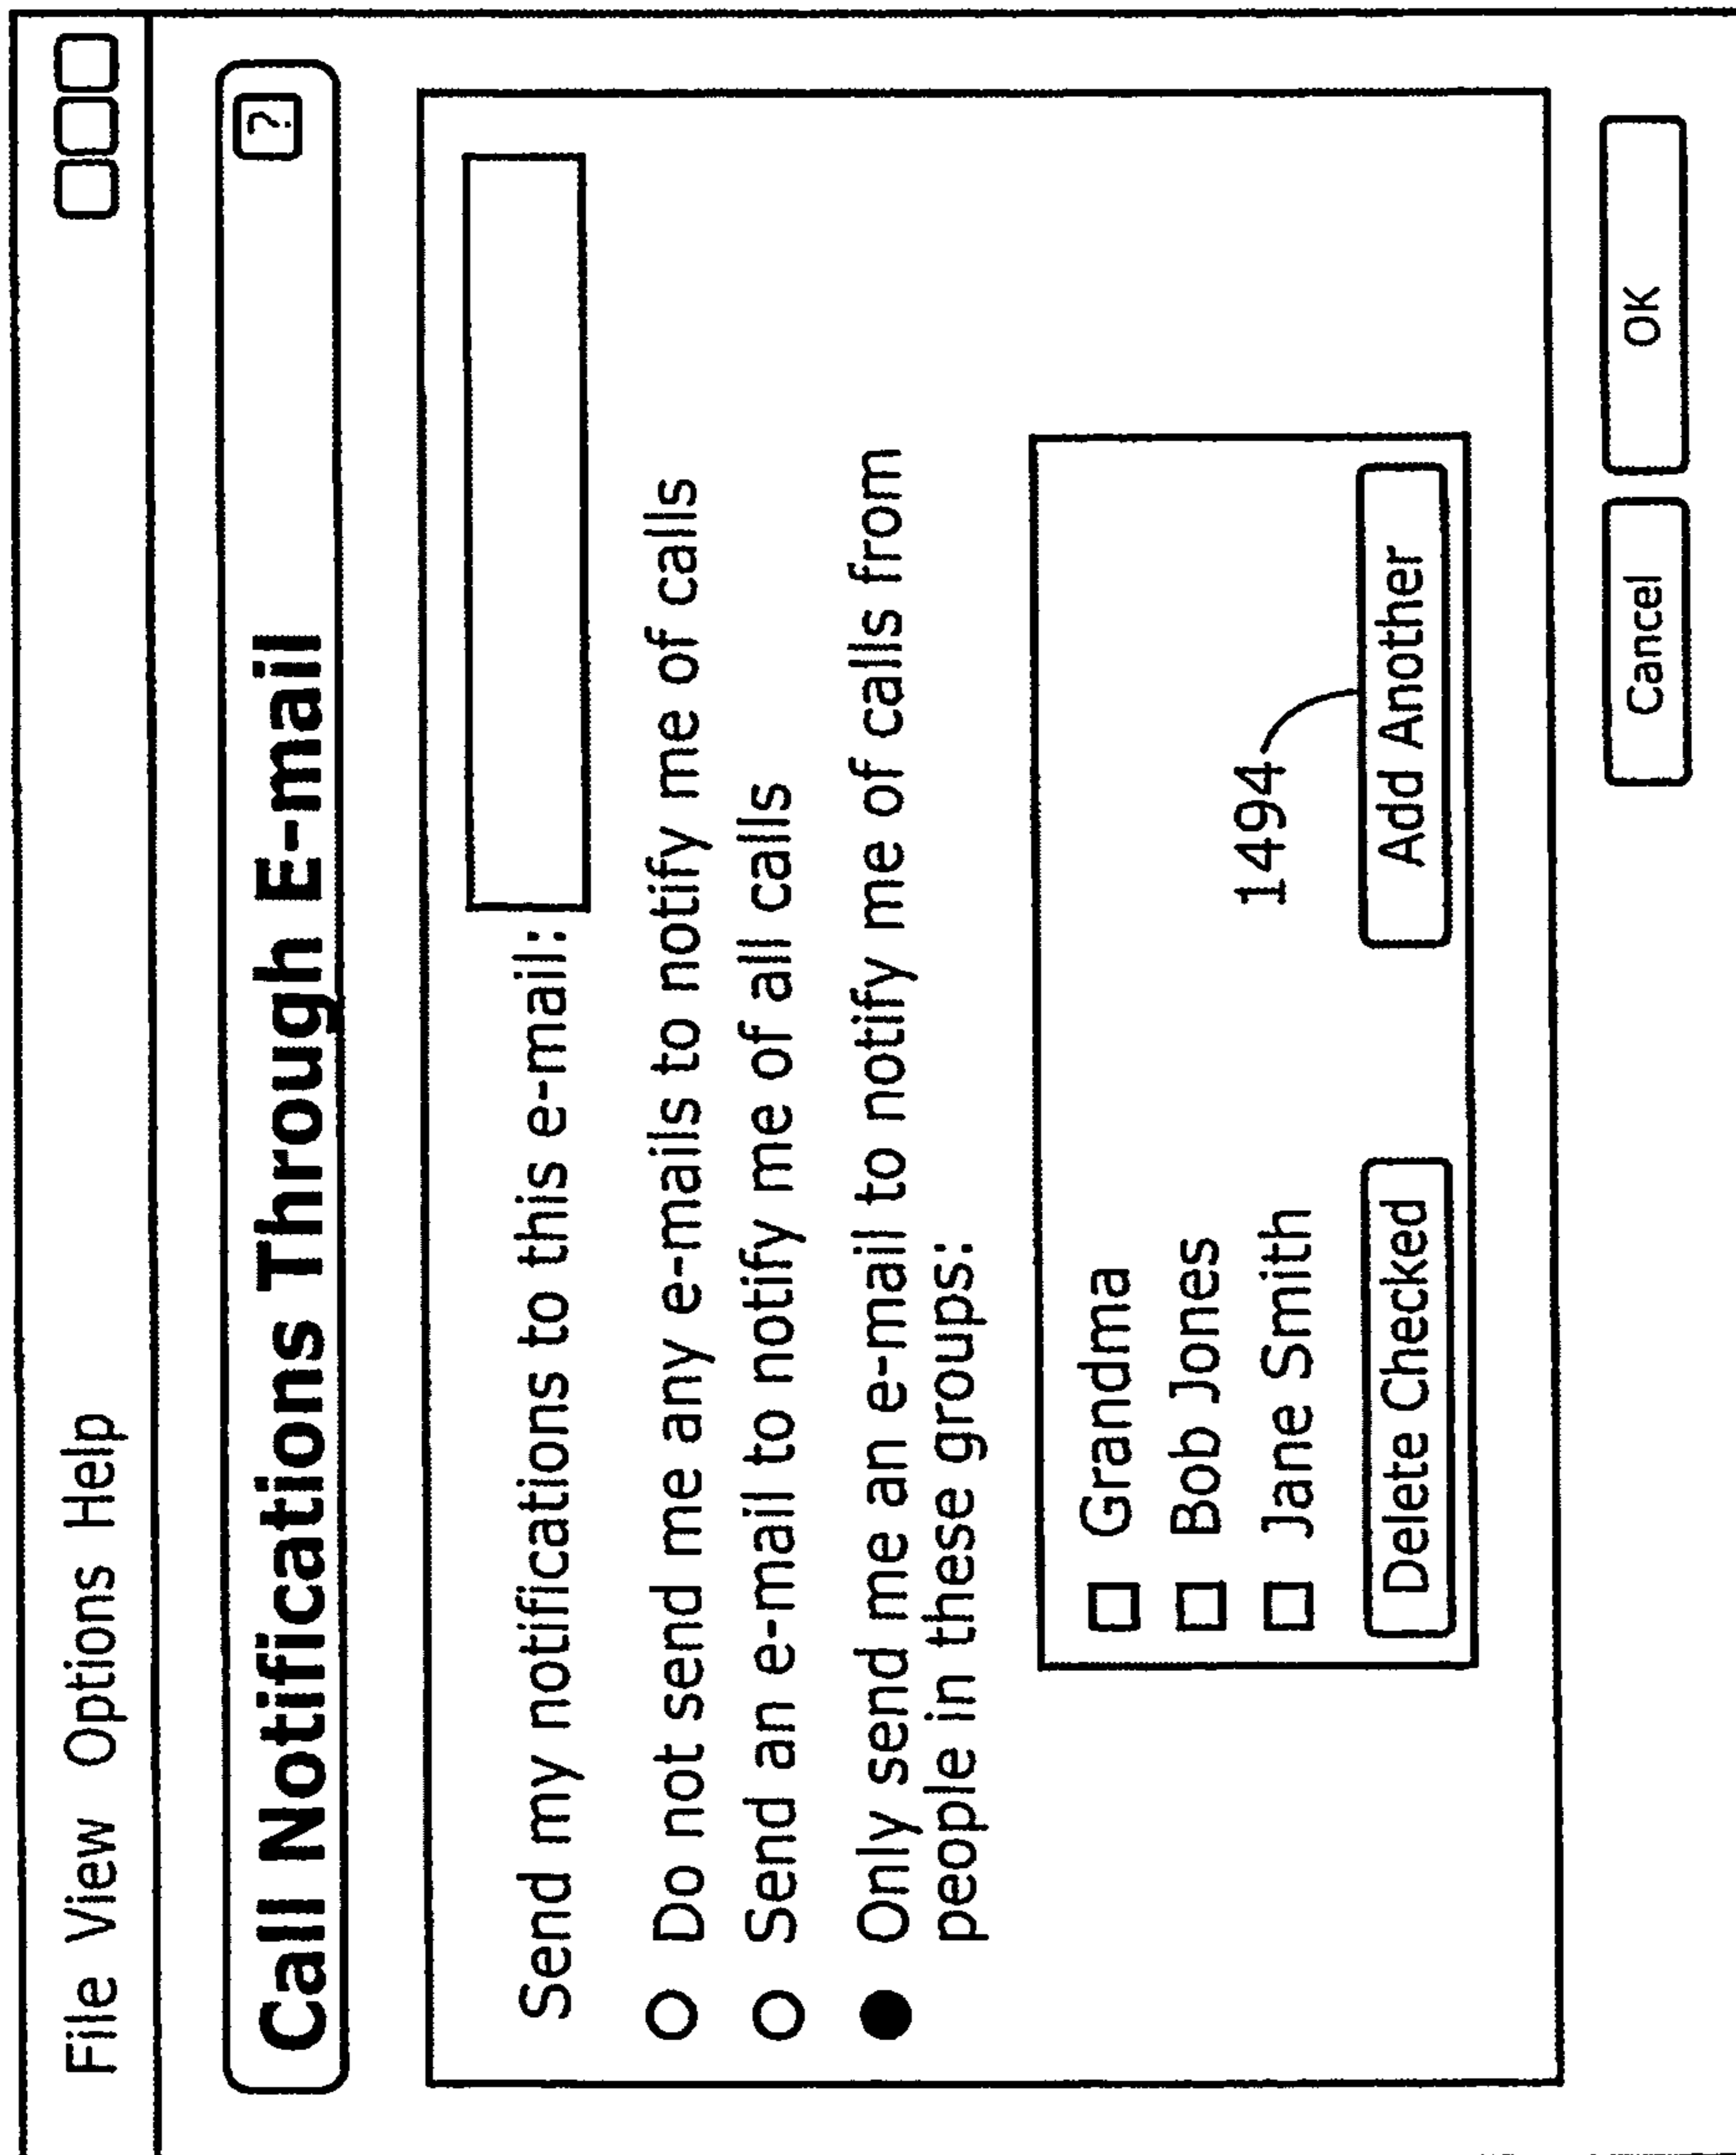 File View Options Help
Call Notifications Through E-mail ?
Send my notifications to this e-mail:
Do not send me any e-mails to notify me of calls
Send an e-mail to notify me of all calls
Only send me an e-mail to notify me of calls from
people in these groups:
Grandma
Bob Jones
Jane Smith
1494
Delete Checked Add Another
Cancel OK